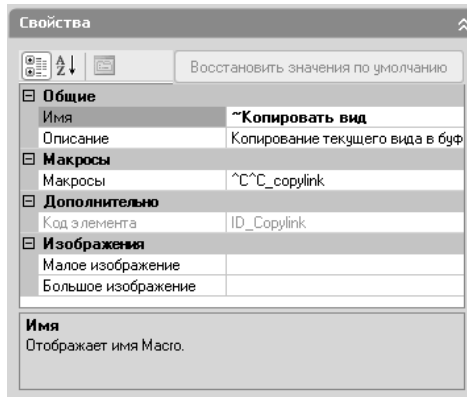 Свойства
Восстановить значения по умолчанию
Общие
Имя ~Копировать вид
Описание Копирование текущего вида в буф
Макросы
Макросы ^C^C_copylink
Дополнительно
Код элемента ID_Copylink
Изображения
Малое изображение
Большое изображение
Имя
Отображает имя Macro.